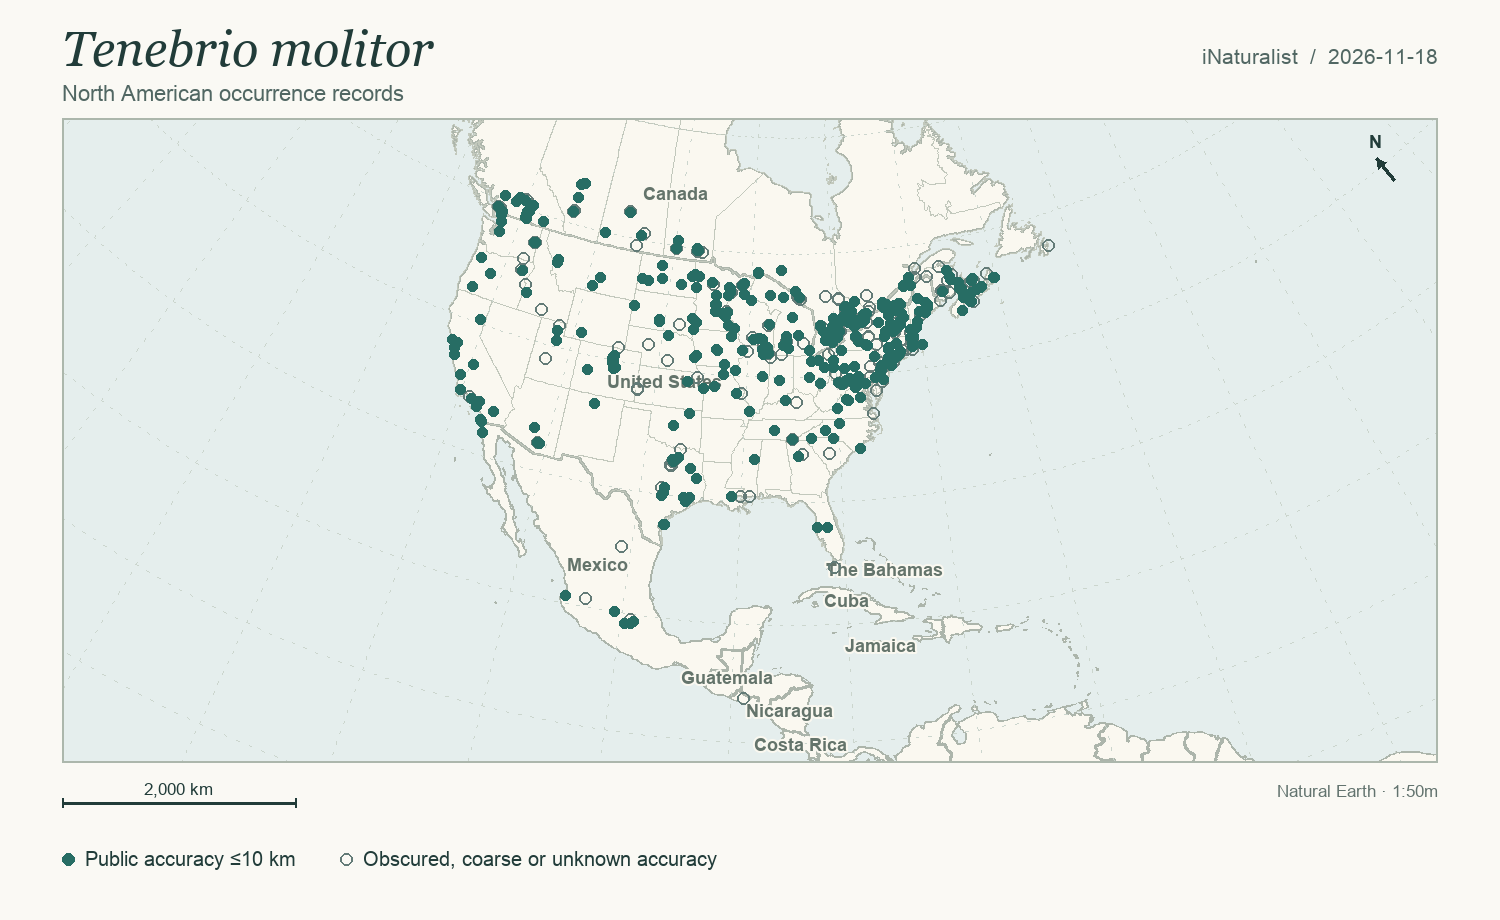 Tenebrio molitor
North American occurrence records
iNaturalist / 2026-11-18
N
Canada
United States
Mexico
The Bahamas
Cuba
Jamaica
Guatemala
Nicaragua
Costa Rica
2,000 km
Natural Earth · 1:50m
Public accuracy ≤10 km
Obscured, coarse or unknown accuracy